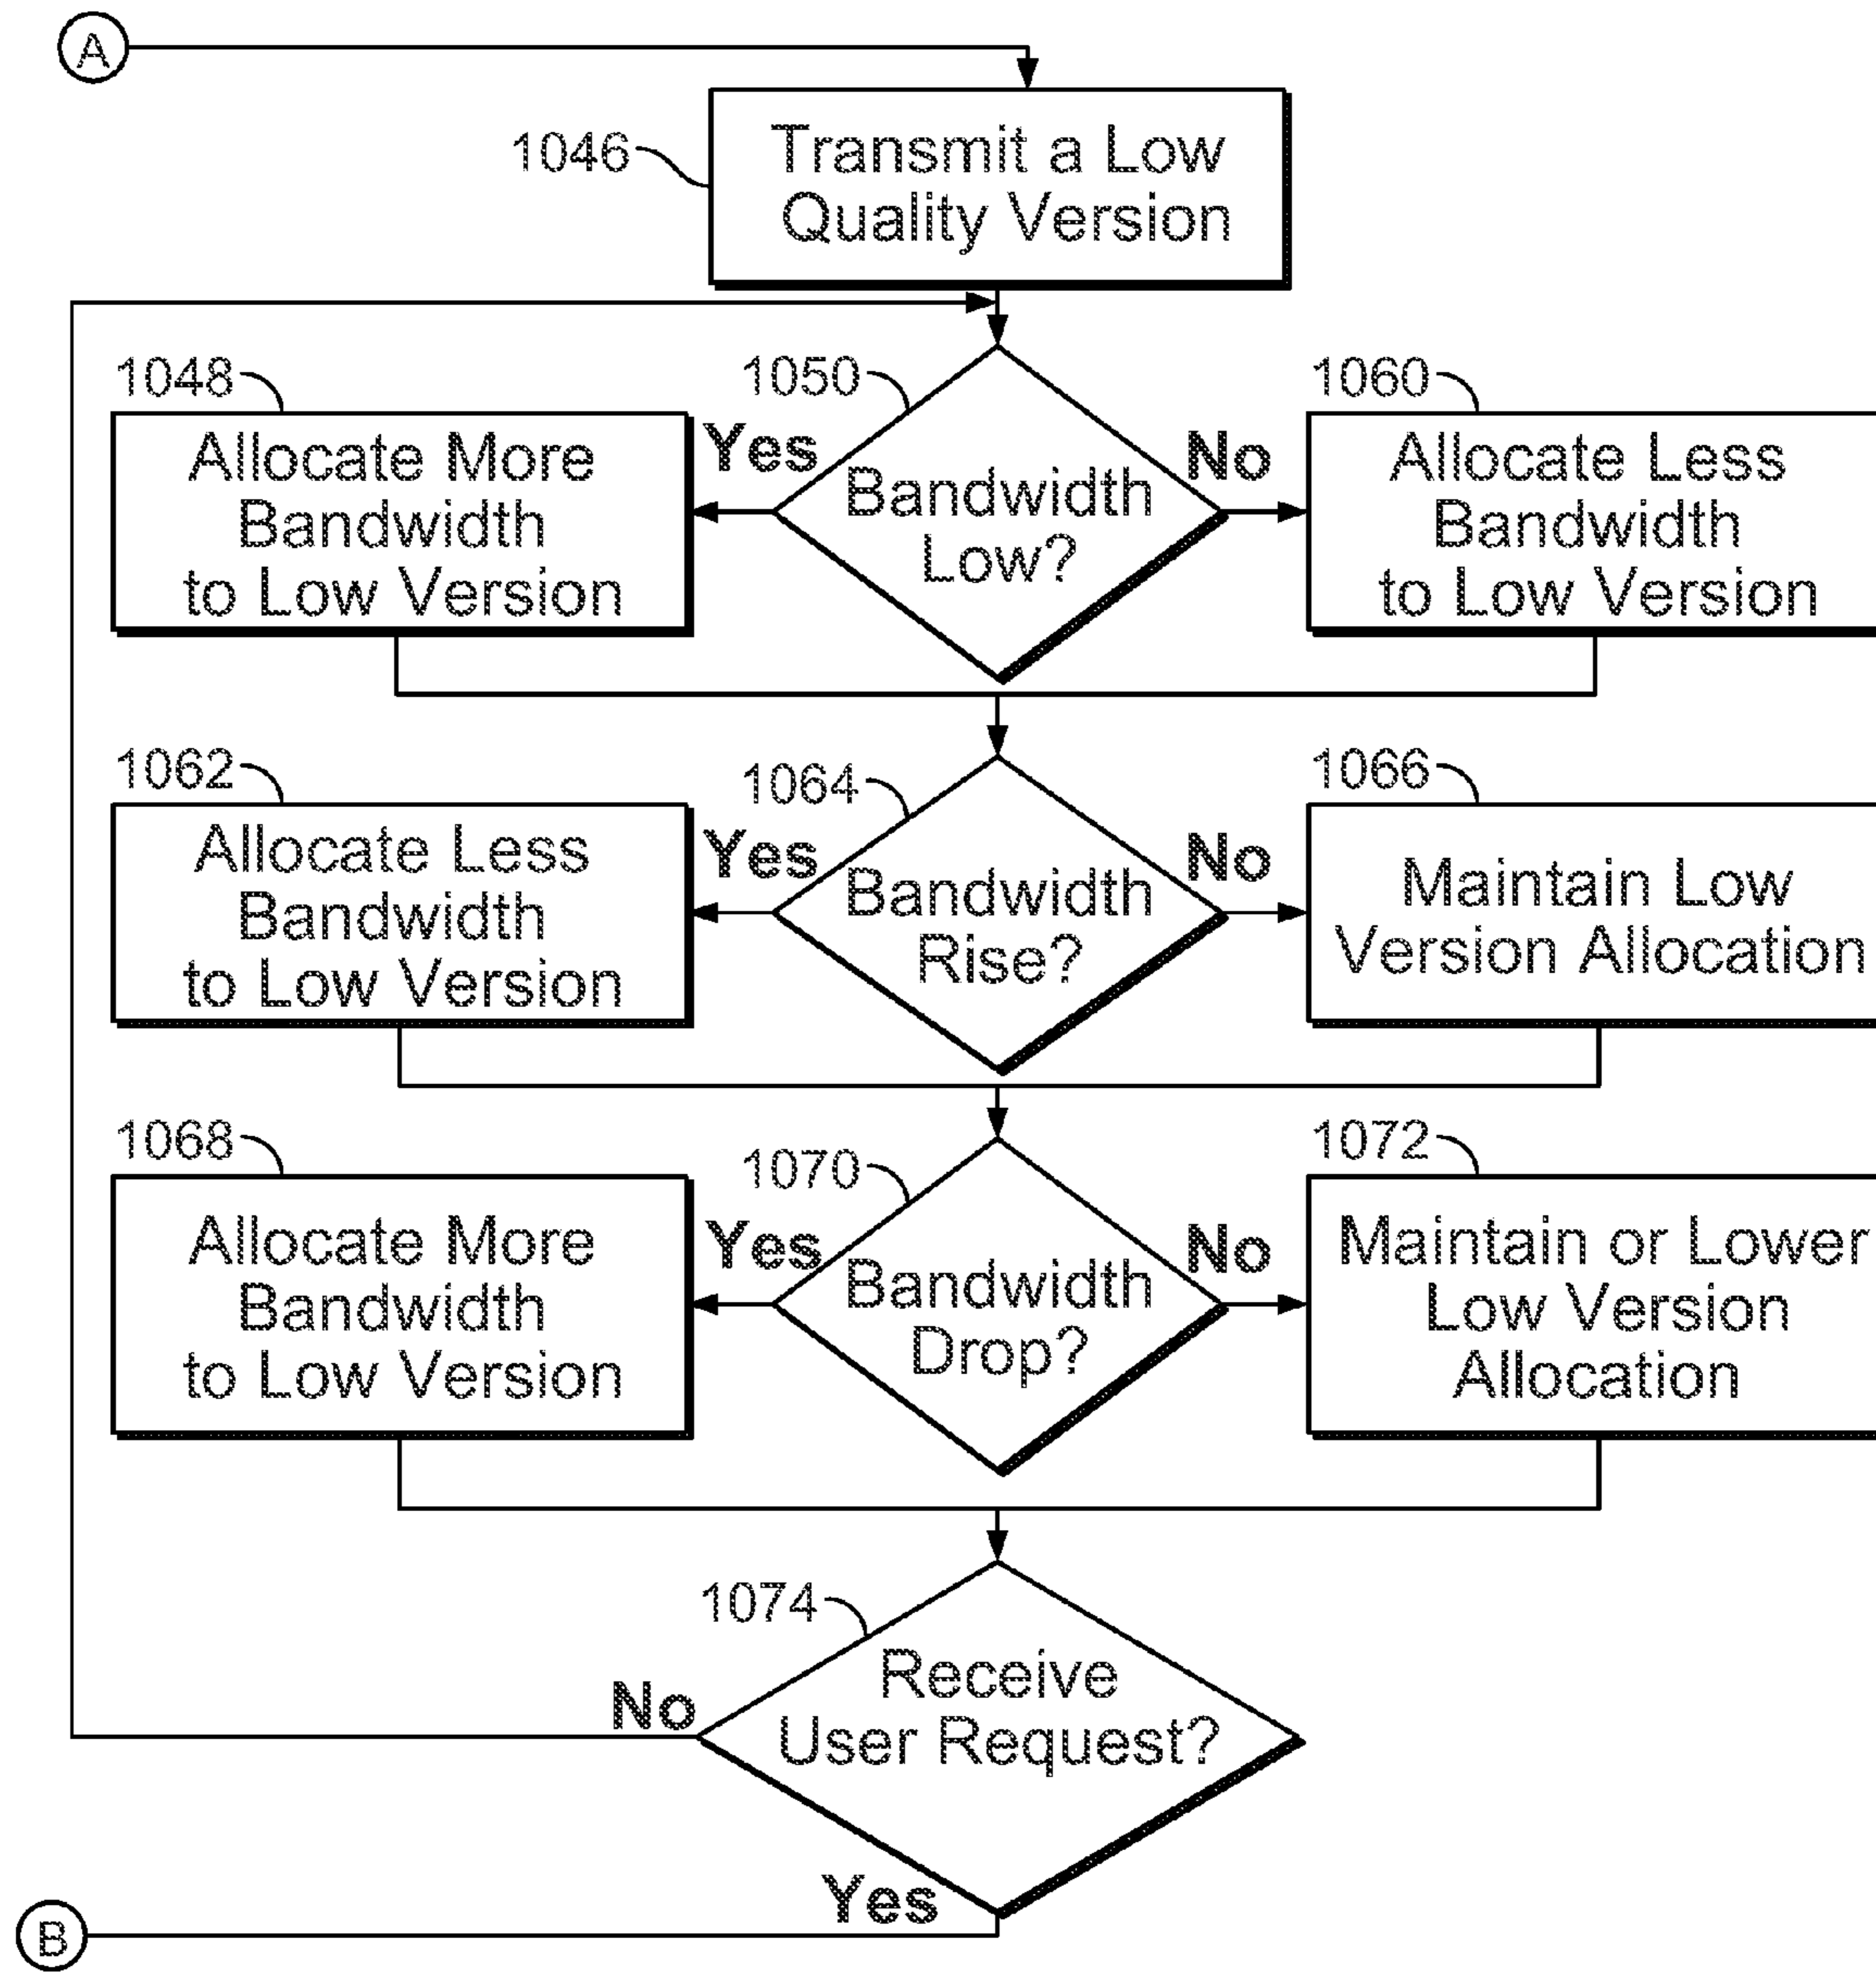 A
1046
Transmit a Low
Quality Version
1048
Allocate More
Bandwidth
to Low Version
Yes
1050
Bandwidth
Low?
No
1060
Allocate Less
Bandwidth
to Low Version
1062
Allocate Less
Bandwidth
to Low Version
Yes
1064
Bandwidth
Rise?
No
1066
Maintain Low
Version Allocation
1068
Allocate More
Bandwidth
to Low Version
Yes
1070
Bandwidth
Drop?
No
1072
Maintain or Lower
Low Version
Allocation
1074
Receive
User Request?
No
Yes
B